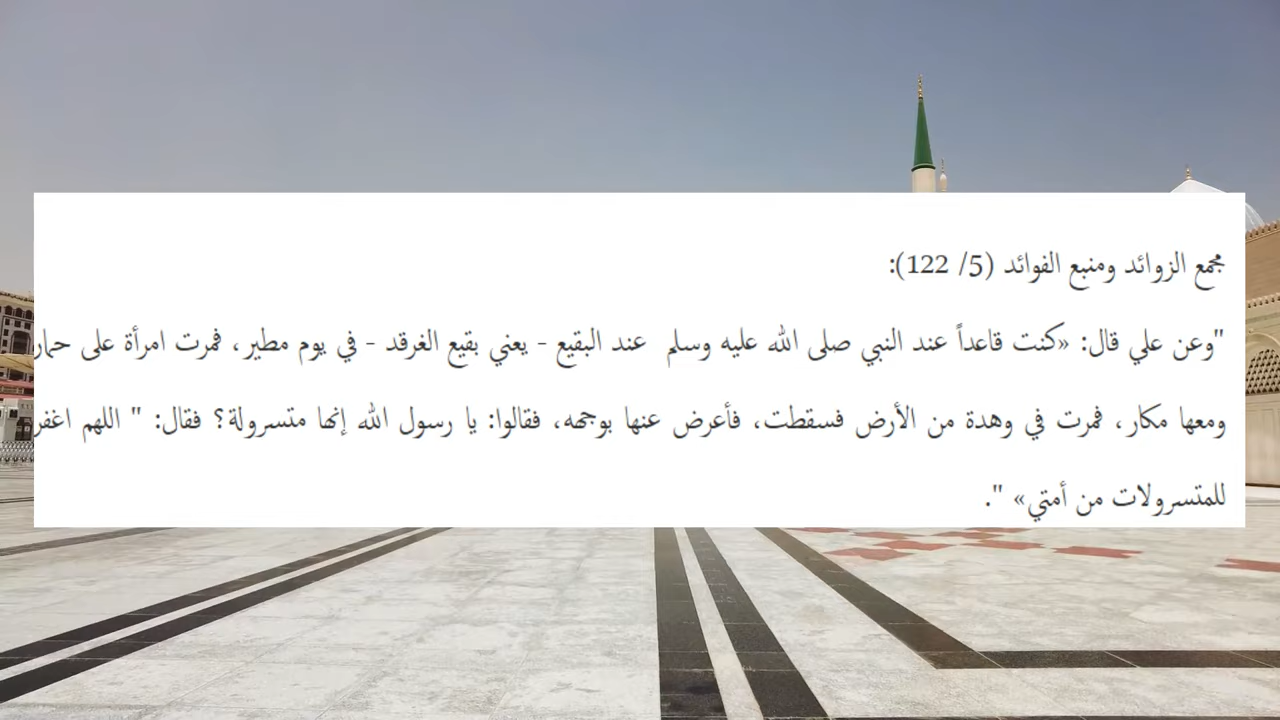 مجمع الزوائد ومنبع الفوائد (5/ 122):
"وعن علي قال: «كنت قاعداً عند النبي صلى الله عليه وسلم عند البقيع - يعني بقيع الغرقد - في يوم مطير، فمرت امرأة على حمار
ومعها مكار، فمرت في وهدة من الأرض فسقطت، فأعرض عنها بوجهه، فقالوا: يا رسول الله إنها متسرولة؟ فقال: " اللهم اغفر
للمتسرولات من أمتي» ".